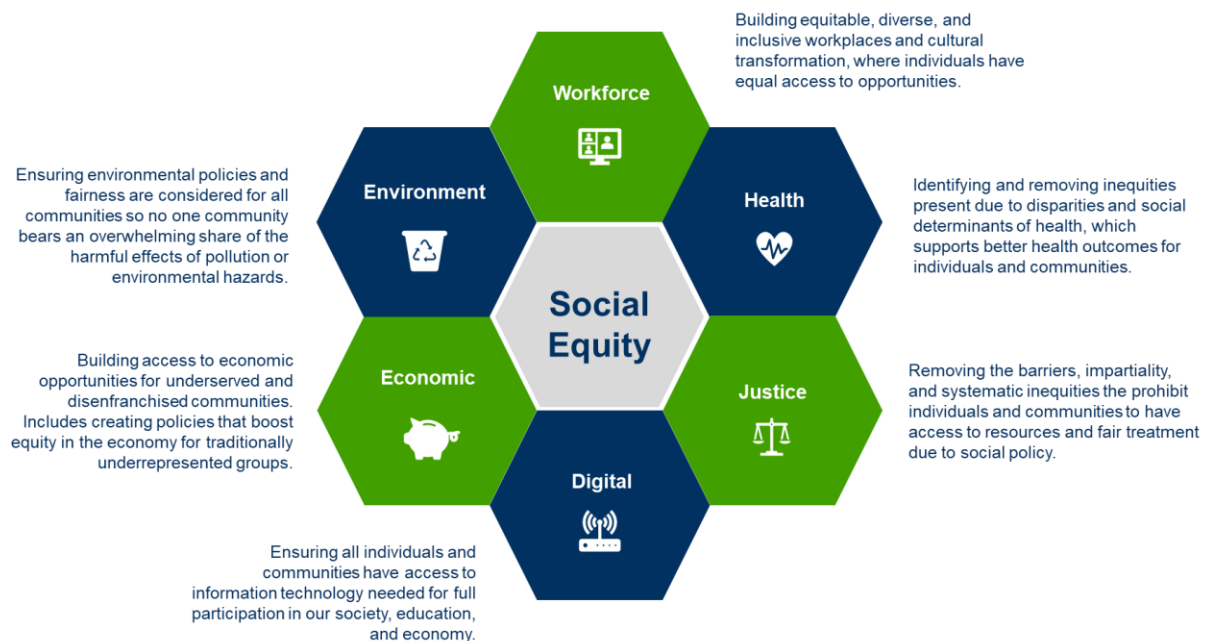 Workforce
Building equitable, diverse, and
inclusive workplaces and cultural
transformation, where individuals have
equal access to opportunities.
Environment
Ensuring environmental policies and
fairness are considered for all
communities so no one community
bears an overwhelming share of the
harmful effects of pollution or
environmental hazards.
Health
Identifying and removing inequities
present due to disparities and social
determinants of health, which
supports better health outcomes for
individuals and communities.
Social
Equity
Economic
Building access to economic
opportunities for underserved and
disenfranchised communities.
Includes creating policies that boost
equity in the economy for traditionally
underrepresented groups.
Justice
Removing the barriers, impartiality,
and systematic inequities the prohibit
individuals and communities to have
access to resources and fair treatment
due to social policy.
Digital
Ensuring all individuals and
communities have access to
information technology needed for full
participation in our society, education,
and economy.